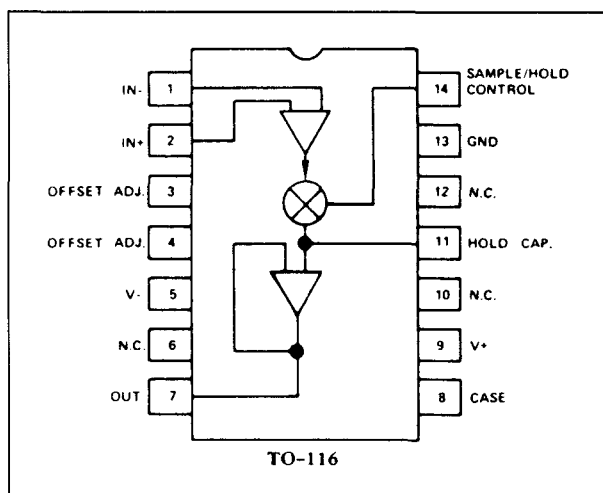 IN- 1
IN+ 2
OFFSET ADJ. 3
OFFSET ADJ. 4
V- 5
N.C. 6
OUT 7
14 SAMPLE/HOLD
CONTROL
13 GND
12 N.C.
11 HOLD CAP.
10 N.C.
9 V+
8 CASE
TO-116